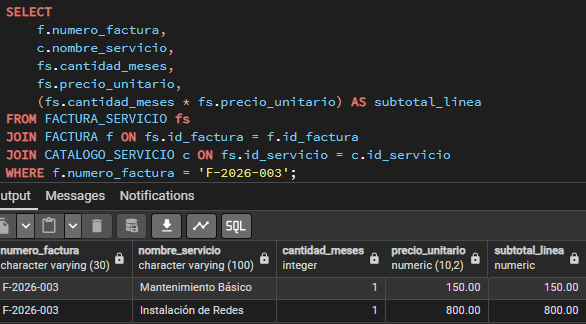 SELECT
f.numero_factura,
c.nombre_servicio,
fs.cantidad_meses,
fs.precio_unitario,
(fs.cantidad_meses * fs.precio_unitario) AS subtotal_linea
FROM FACTURA_SERVICIO fs
JOIN FACTURA f ON fs.id_factura = f.id_factura
JOIN CATALOGO_SERVICIO c ON fs.id_servicio = c.id_servicio
WHERE f.numero_factura = 'F-2026-003';
utput Messages Notifications
SQL
numero_factura nombre_servicio cantidad_meses precio_unitario subtotal_linea
character varying (30) character varying (100) integer numeric (10,2) numeric
F-2026-003 Mantenimiento Básico 1 150.00 150.00
F-2026-003 Instalación de Redes 1 800.00 800.00